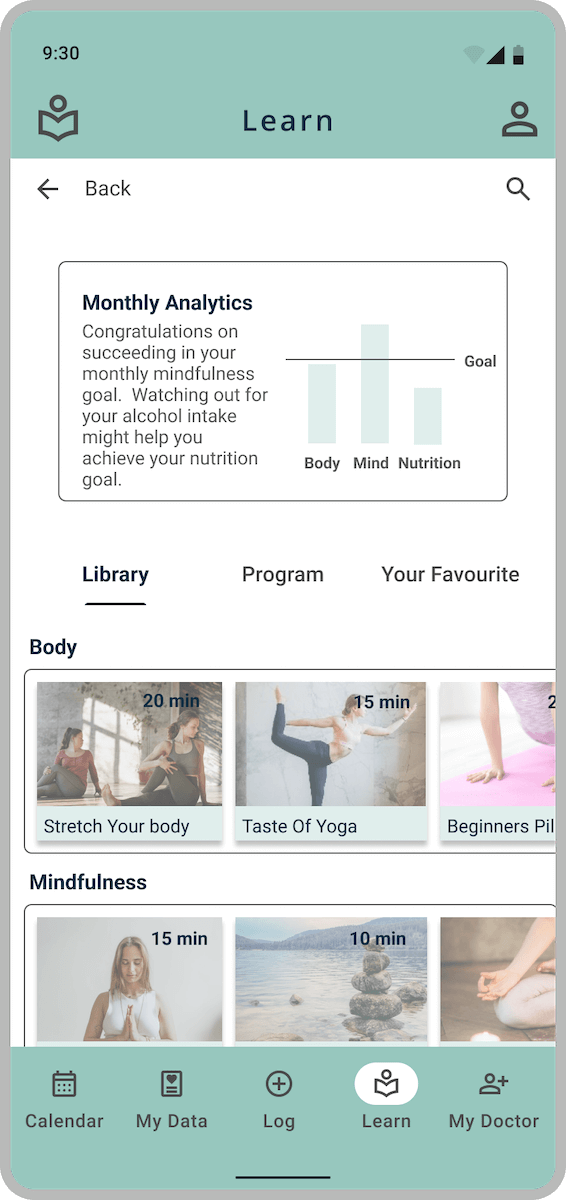 9:30
Learn
Back
Monthly Analytics
Congratulations on
succeeding in your
monthly mindfulness
goal.  Watching out for
your alcohol intake
might help you
achieve your nutrition
goal.
Goal
Body Mind Nutrition
Library Program Your Favourite
Body
20 min 15 min 2
Stretch Your body Taste Of Yoga Beginners Pil
Mindfulness
15 min 10 min
Calendar My Data Log Learn My Doctor